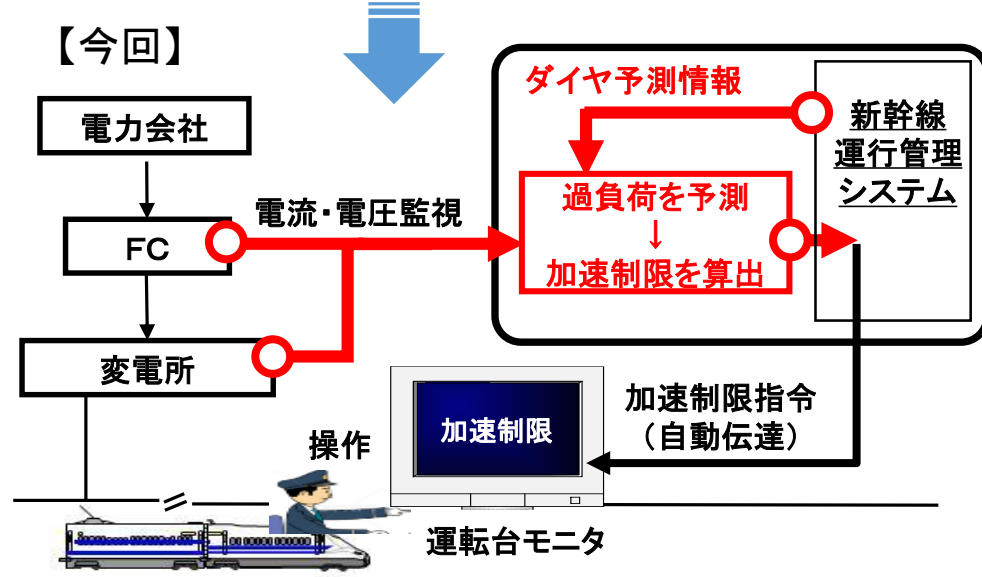 【今回】
電力会社
FC
変電所
電流・電圧監視
ダイヤ予測情報
過負荷を予測
↓
加速制限を算出
新幹線
運行管理
システム
加速制限指令
（自動伝達）
加速制限
操作
運転台モニタ